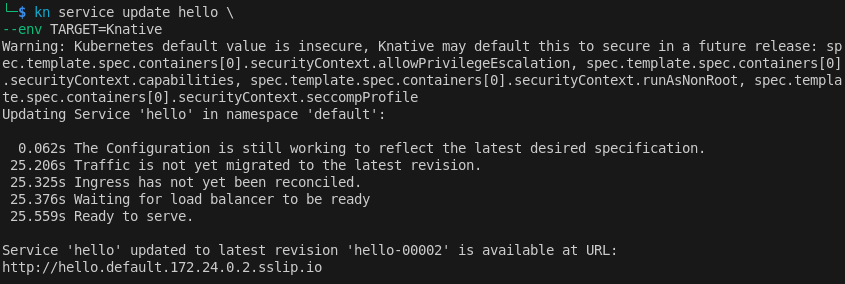 └─$ kn service update hello \
--env TARGET=Knative
Warning: Kubernetes default value is insecure, Knative may default this to secure in a future release: sp
ec.template.spec.containers[0].securityContext.allowPrivilegeEscalation, spec.template.spec.containers[0]
.securityContext.capabilities, spec.template.spec.containers[0].securityContext.runAsNonRoot, spec.templa
te.spec.containers[0].securityContext.seccompProfile
Updating Service 'hello' in namespace 'default':

  0.062s The Configuration is still working to reflect the latest desired specification.
 25.206s Traffic is not yet migrated to the latest revision.
 25.325s Ingress has not yet been reconciled.
 25.376s Waiting for load balancer to be ready
 25.559s Ready to serve.

Service 'hello' updated to latest revision 'hello-00002' is available at URL:
http://hello.default.172.24.0.2.sslip.io